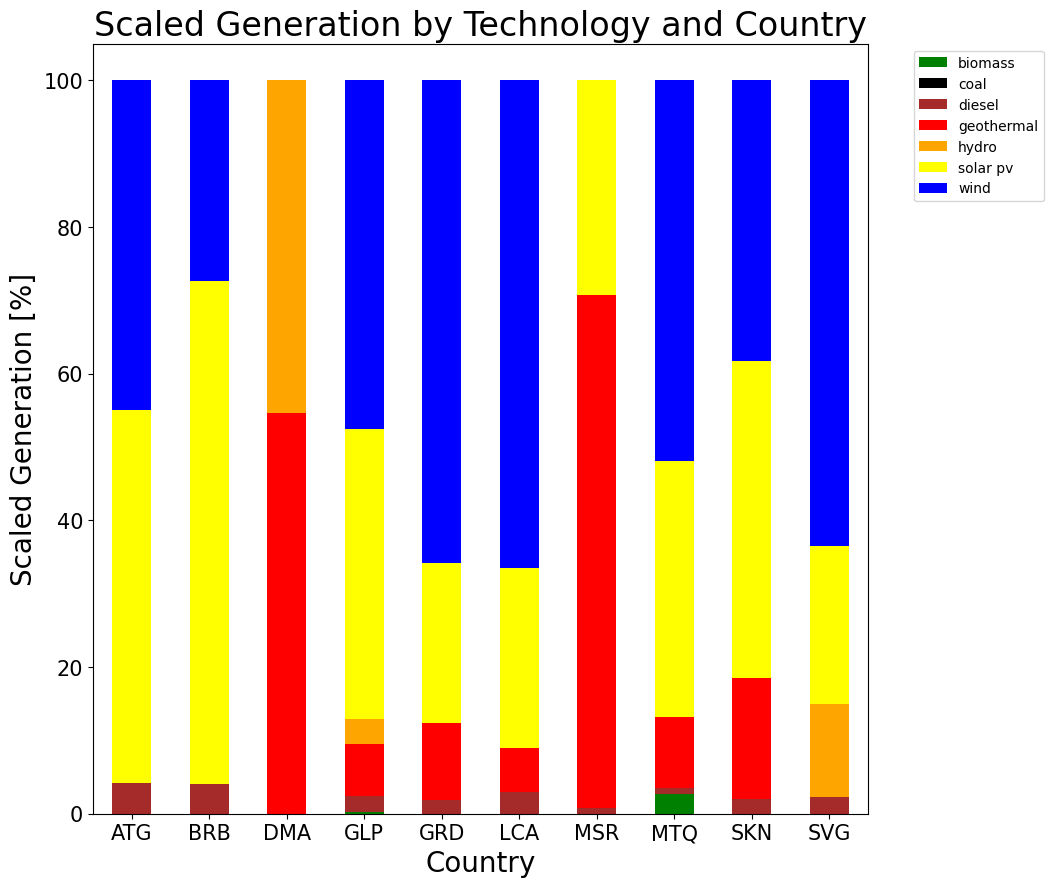 Scaled Generation by Technology and Country
Scaled Generation [%]
100
80
60
40
20
0
ATG BRB DMA GLP GRD LCA MSR MTQ SKN SVG
Country
biomass
coal
diesel
geothermal
hydro
solar pv
wind